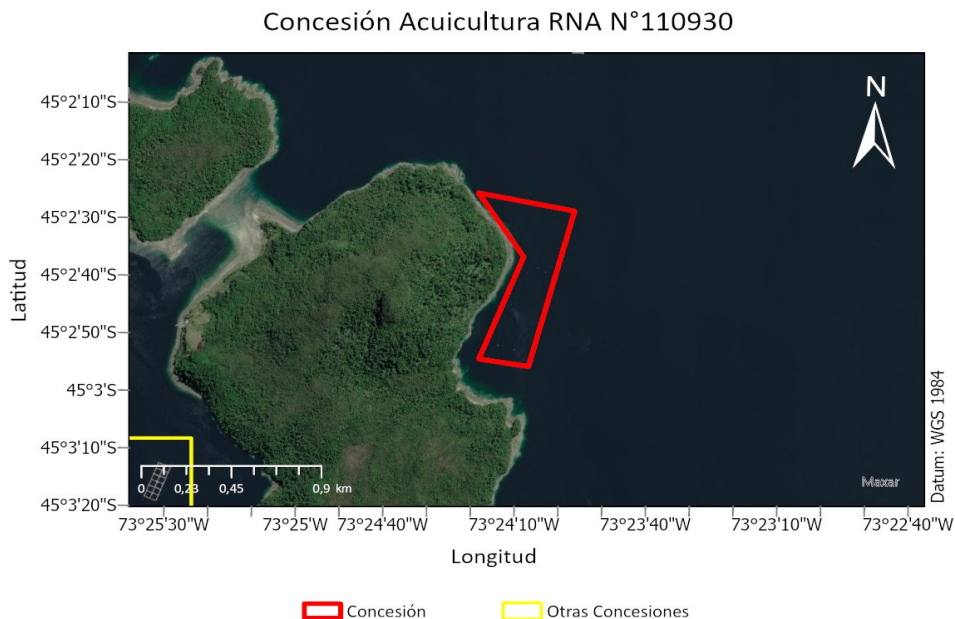 Concesión Acuicultura RNA N°110930
N
45°2'10"S
45°2'20"S
45°2'30"S
45°2'40"S
45°2'50"S
45°3'S
45°3'10"S
45°3'20"S
Latitud
0 0,23 0,45 0,9 km
Maxar
Datum: WGS 1984
73°25'30"W 73°25'W 73°24'40"W 73°24'10"W 73°23'40"W 73°23'10"W 73°22'40"W
Longitud
Concesión Otras Concesiones